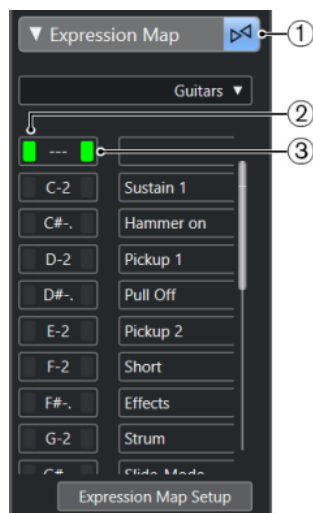 ▼ Expression Map 1
Guitars ▼
2
--- 3
C-2 Sustain 1
C#-. Hammer on
D-2 Pickup 1
D#-. Pull Off
E-2 Pickup 2
F-2 Short
F#-. Effects
G-2 Strum
Expression Map Setup